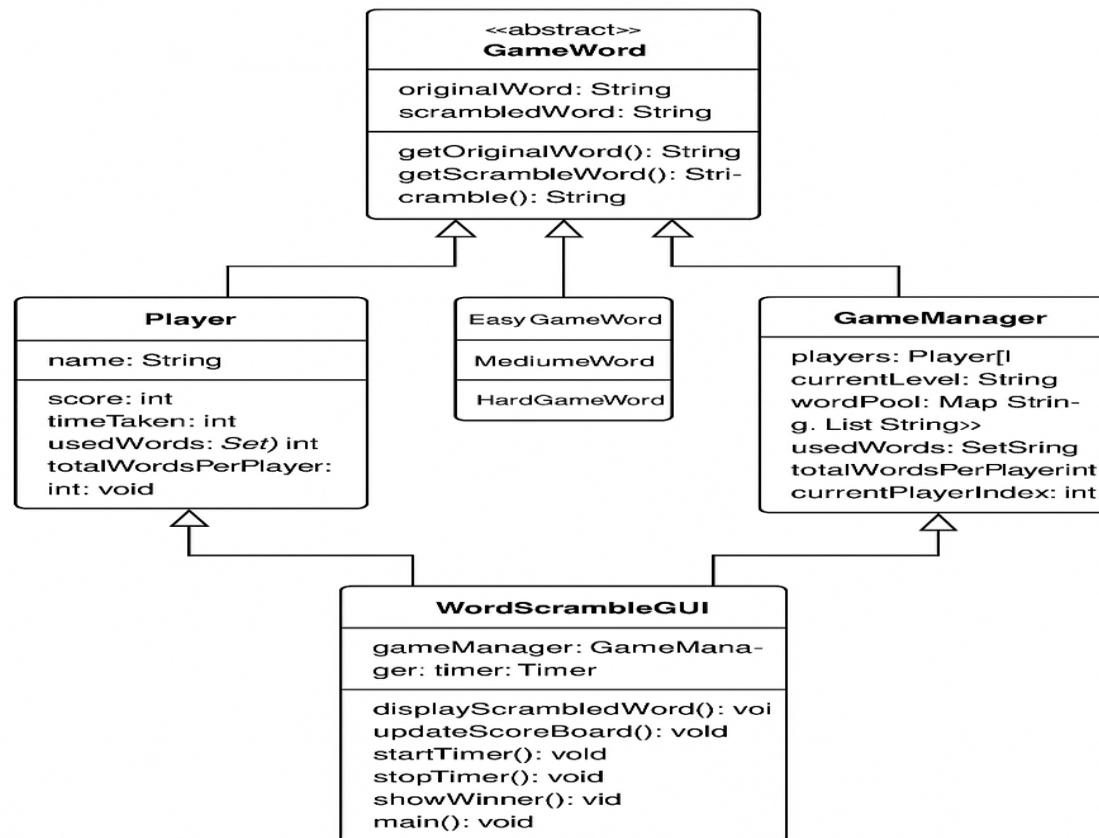 <<abstract>>
GameWord
originalWord: String
scrambledWord: String
getOriginalWord(): String
getScrambleWord(): Stri-
cramble(): String
Player
name: String
score: int
timeTaken: int
usedWords: Set) int
totalWordsPerPlayer:
int: void
Easy GameWord
MediumeWord
HardGameWord
GameManager
players: Player[I
currentLevel: String
wordPool: Map Strin-
g. List String>>
usedWords: SetSring
totalWordsPerPlayerint
currentPlayerIndex: int
WordScrambleGUI
gameManager: GameMana-
ger: timer: Timer
displayScrambledWord(): voi
updateScoreBoard(): vold
startTimer(): vold
stopTimer(): void
showWinner(): vid
main(): void